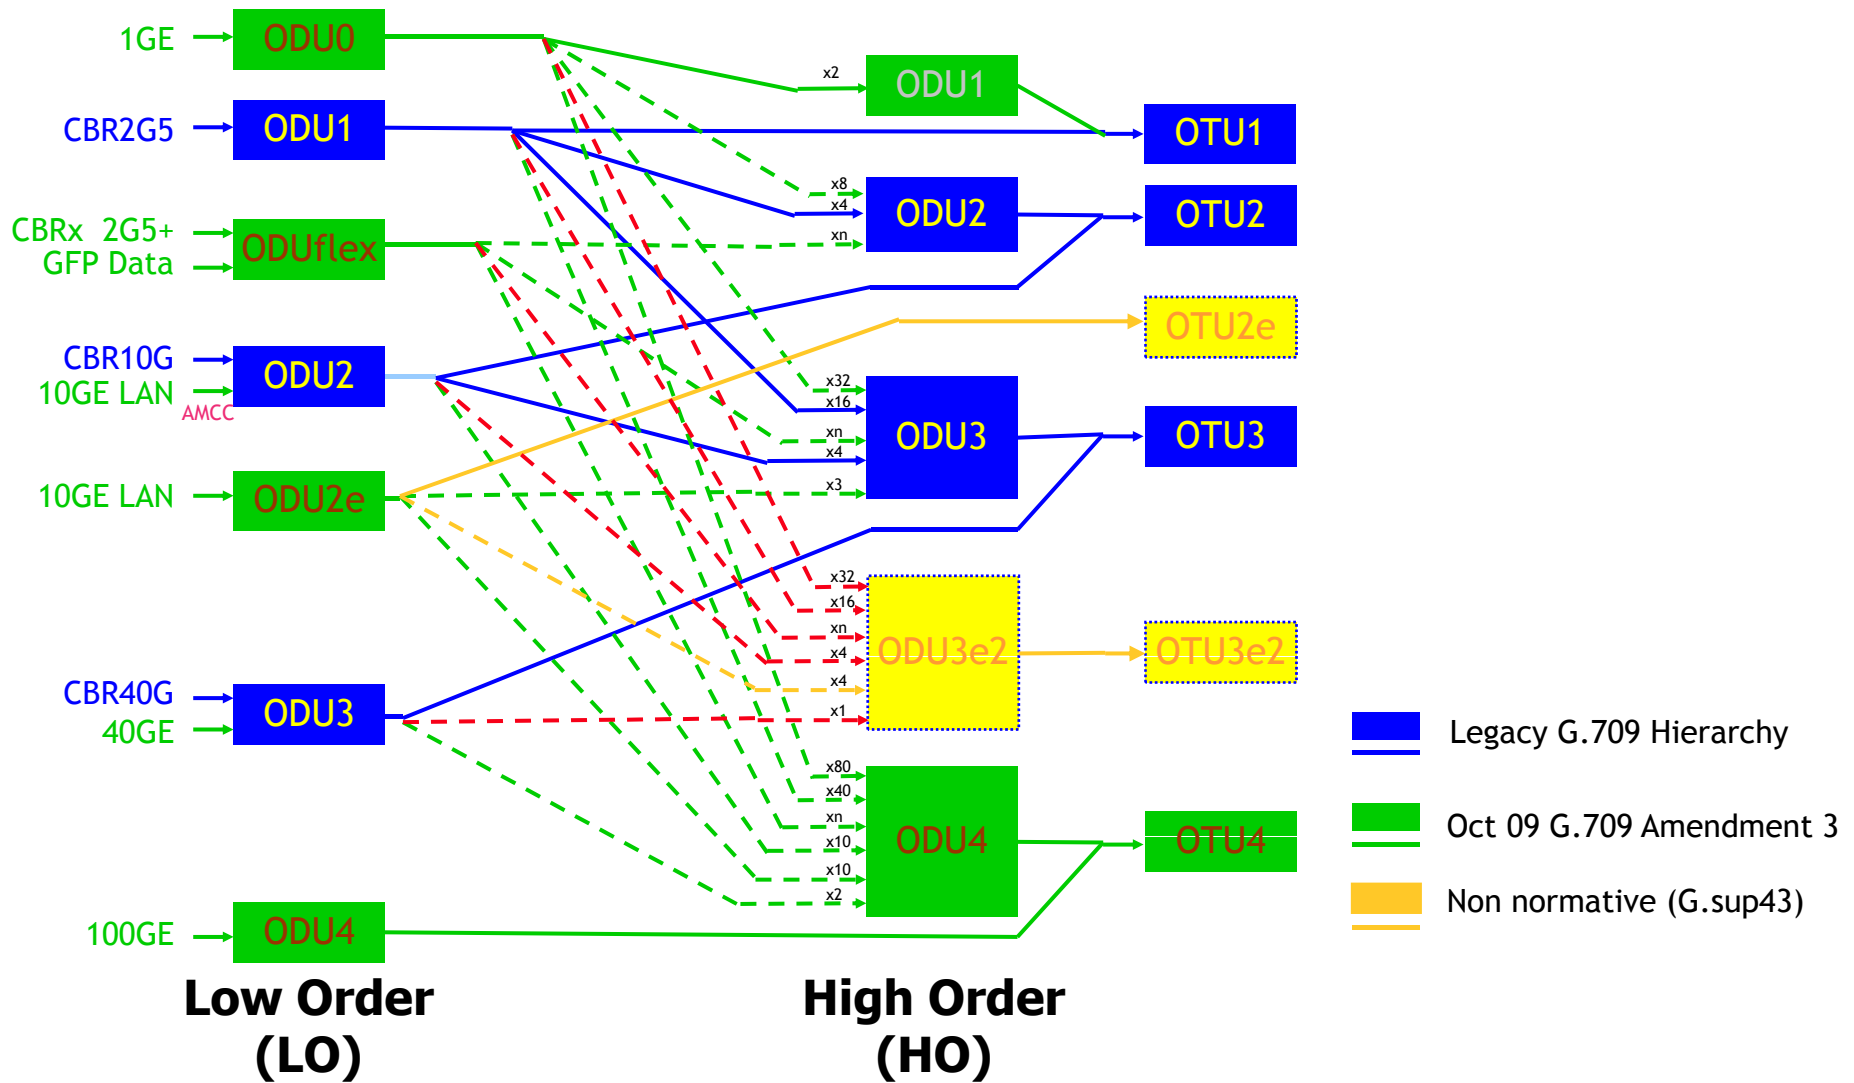 1GE
ODU0
x2
ODU1
CBR2G5
ODU1
OTU1
x8
x4
xn
ODU2
OTU2
CBRx 2G5+
GFP Data
ODUflex
OTU2e
CBR10G
10GE LAN
AMCC
ODU2
x32
x16
xn
x4
x3
ODU3
OTU3
10GE LAN
ODU2e
x32
x16
xn
x4
x4
x1
ODU3e2
OTU3e2
CBR40G
40GE
ODU3
x80
x40
xn
x10
x10
x2
ODU4
OTU4
100GE
ODU4
Legacy G.709 Hierarchy
Oct 09 G.709 Amendment 3
Non normative (G.sup43)
Low Order
(LO)
High Order
(HO)